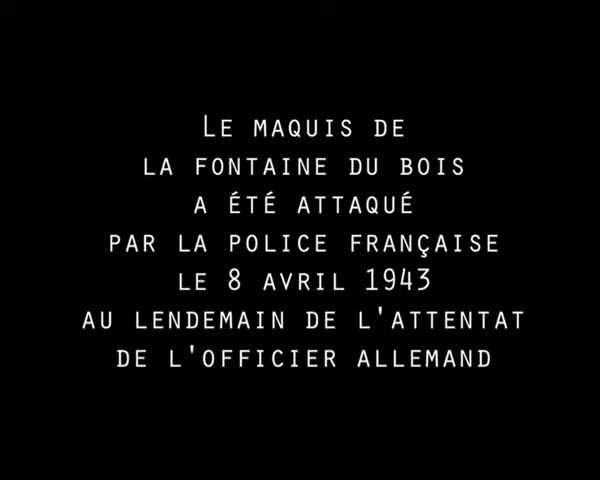 Le maquis de
la fontaine du bois
a été attaqué
par la police française
le 8 avril 1943
au lendemain de l'attentat
de l'officier allemand